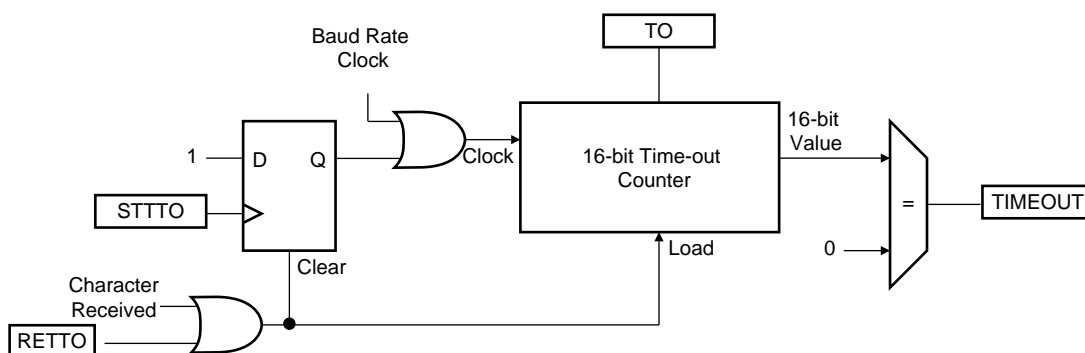 TO
Baud Rate
Clock
16-bit
Value
1
D
Q
Clock
16-bit Time-out
Counter
STTTO
=
TIMEOUT
0
Clear
Load
Character
Received
RETTO